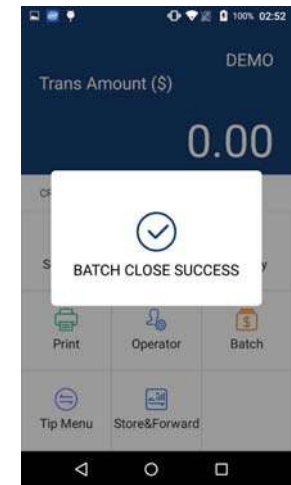 100% 02:52
DEMO
Trans Amount ($)
0.00
BATCH CLOSE SUCCESS
Print Operator Batch
Tip Menu Store&Forward